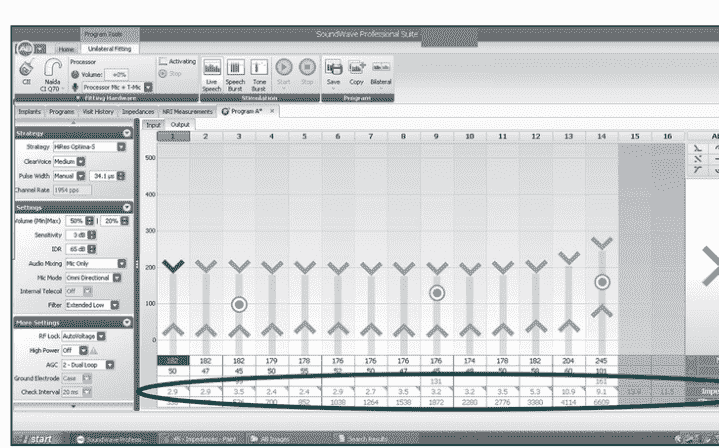 Program Tools
SoundWave Professional Suite
Home
Unilateral Fitting
CII
Naída CI Q70
Processor
Volume: +0%
Processor Mic + T-Mic
Activating
Stop
Live Speech
Speech Burst
Tone Burst
Start
Stop
Save
Copy
Bilateral
Fitting Hardware
Stimulation
Program
Implants
Programs
Visit History
Impedances
NRI Measurements
Program A*
Strategy
Strategy HiRes Optima-S
ClearVoice Medium
Pulse Width Manual 34.1 µs
Channel Rate 1954 pps
Settings
Volume (Min|Max) 50% | 20%
Sensitivity 3 dB
IDR 65 dB
Audio Mixing Mic Only
Mic Mode Omni Directional
Internal Telecoil Off
Filter Extended Low
More Settings
RF Lock AutoVoltage
High Power Off
AGC 2 - Dual Loop
Ground Electrode Case
Check Interval 20 ms
Input
Output
1 2 3 4 5 6 7 8 9 10 11 12 13 14 15 16
500
400
300
200
100
0
182 182 182 179 178 176 176 176 176 174 178 182 204 245
50 47 45 50 55 52 50 47 45 50 50 58 60 101
131 161
2.9 2.9 3.5 2.4 2.4 2.9 2.7 3.5 3.2 3.2 3.5 5.3 10.9 9.1
700 852 1038 1264 1538 1872 2280 2776 3380 4114 6609
start
SoundWave Profess...
45 - Impedances - Paint
All Images
Search Results